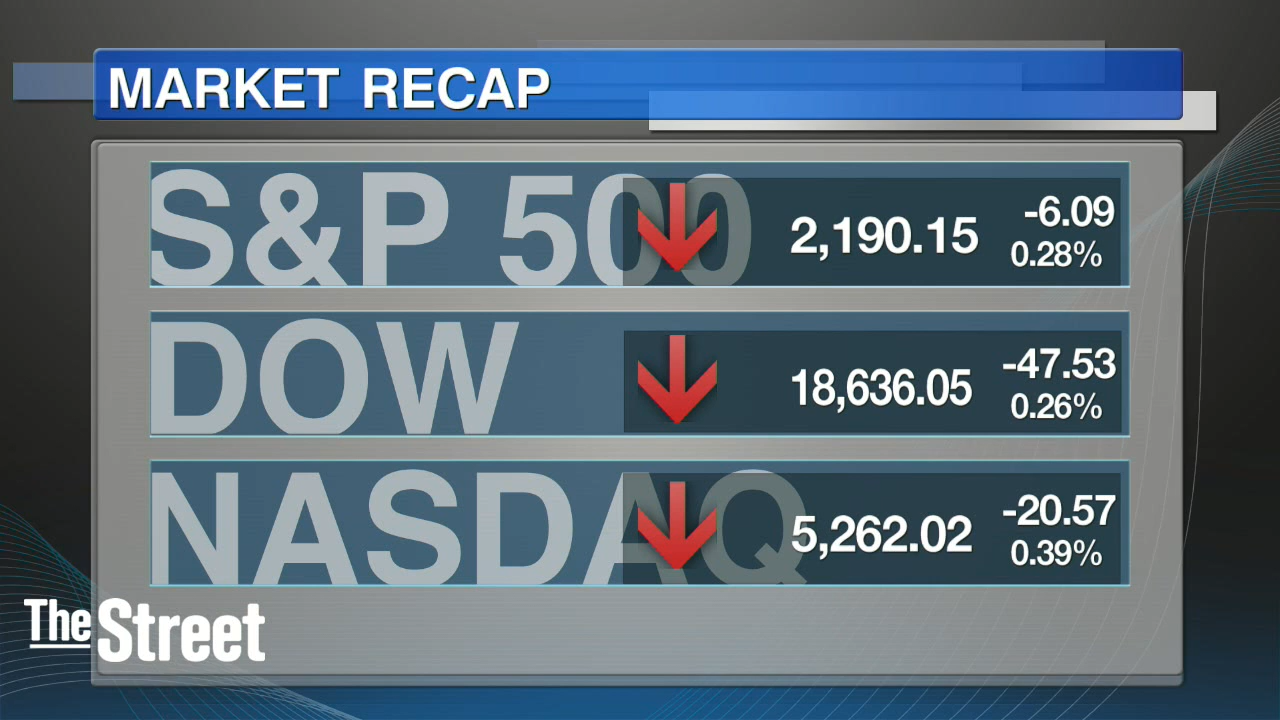 MARKET RECAP
S&P 500
2,190.15
-6.09
0.28%
DOW
18,636.05
-47.53
0.26%
NASDAQ
5,262.02
-20.57
0.39%
TheStreet